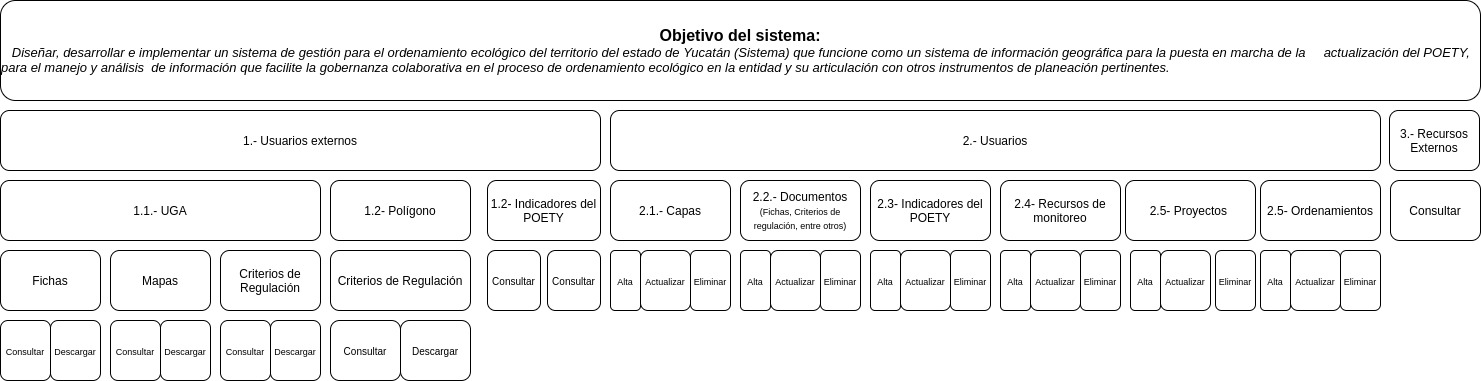 Objetivo del sistema:
Diseñar, desarrollar e implementar un sistema de gestión para el ordenamiento ecológico del territorio del estado de Yucatán (Sistema) que funcione como un sistema de información geográfica para la puesta en marcha de la actualización del POETY,
para el manejo y análisis de información que facilite la gobernanza colaborativa en el proceso de ordenamiento ecológico en la entidad y su articulación con otros instrumentos de planeación pertinentes.
1.- Usuarios externos
2.- Usuarios
3.- Recursos
Externos
1.1.- UGA
1.2- Polígono
1.2- Indicadores del
POETY
2.1.- Capas
2.2.- Documentos
(Fichas, Criterios de
regulación, entre otros)
2.3- Indicadores del
POETY
2.4- Recursos de
monitoreo
2.5- Proyectos
2.5- Ordenamientos
Consultar
Fichas
Mapas
Criterios de
Regulación
Criterios de Regulación
Consultar
Consultar
Alta
Actualizar
Eliminar
Alta
Actualizar
Eliminar
Alta
Actualizar
Eliminar
Alta
Actualizar
Eliminar
Alta
Actualizar
Eliminar
Alta
Actualizar
Eliminar
Consultar
Descargar
Consultar
Descargar
Consultar
Descargar
Consultar
Descargar